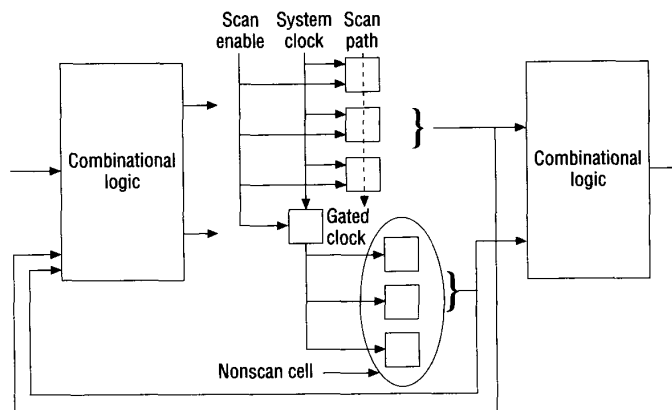 Scan
enable
System
clock
Scan
path
Combinational
logic
Combinational
logic
Gated
clock
Nonscan cell